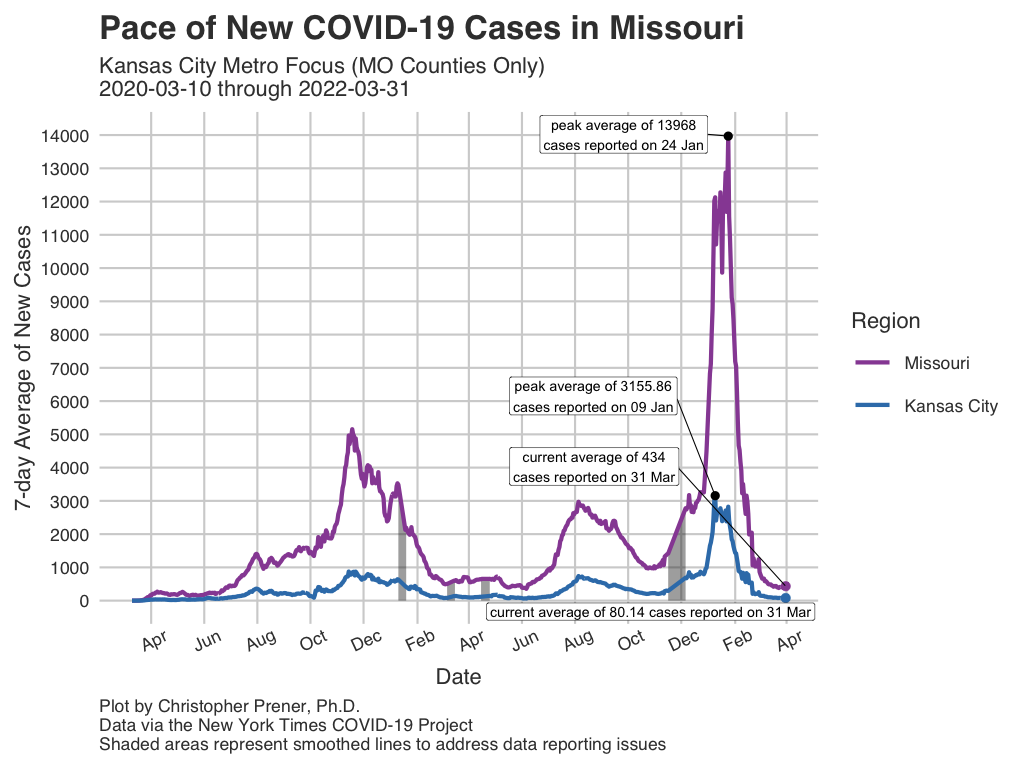 Pace of New COVID-19 Cases in Missouri
Kansas City Metro Focus (MO Counties Only)
2020-03-10 through 2022-03-31
peak average of 13968
cases reported on 24 Jan
14000
13000
12000
11000
10000
9000
8000
7000
6000
5000
4000
3000
2000
1000
0
7-day Average of New Cases
peak average of 3155.86
cases reported on 09 Jan
current average of 434
cases reported on 31 Mar
current average of 80.14 cases reported on 31 Mar
Region
Missouri
Kansas City
Apr
Jun
Aug
Oct
Dec
Feb
Apr
Jun
Aug
Oct
Dec
Feb
Apr
Date
Plot by Christopher Prener, Ph.D.
Data via the New York Times COVID-19 Project
Shaded areas represent smoothed lines to address data reporting issues